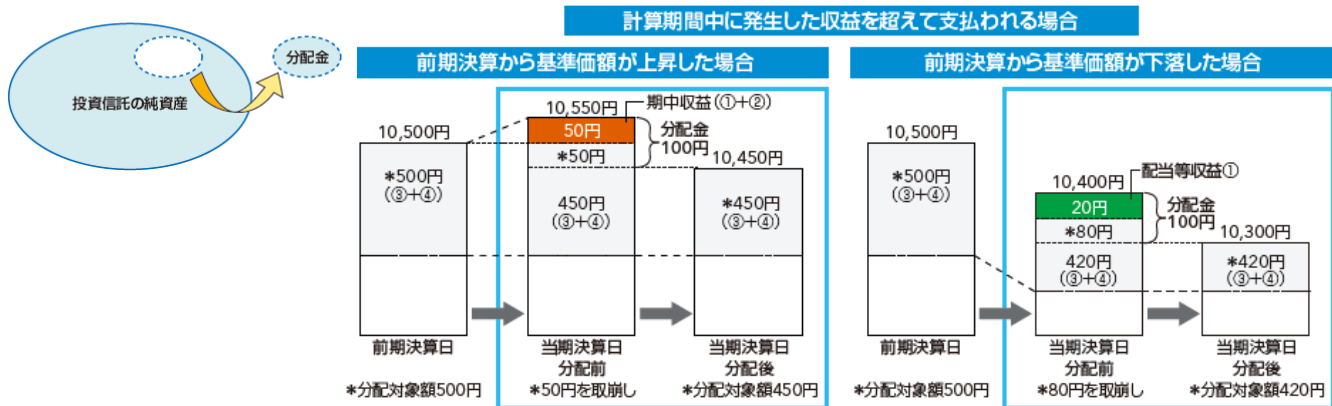 投資信託の純資産
分配金
計算期間中に発生した収益を超えて支払われる場合
前期決算から基準価額が上昇した場合
10,500円
*500円
(③+④)
10,550円
期中収益(①+②)
50円
*50円
分配金
100円
450円
(③+④)
10,450円
*450円
(③+④)
前期決算日
当期決算日
分配前
当期決算日
分配後
*分配対象額500円
*50円を取崩し
*分配対象額450円
前期決算から基準価額が下落した場合
10,500円
*500円
(③+④)
配当等収益①
10,400円
20円
*80円
分配金
100円
420円
(③+④)
10,300円
*420円
(③+④)
前期決算日
当期決算日
分配前
当期決算日
分配後
*分配対象額500円
*80円を取崩し
*分配対象額420円